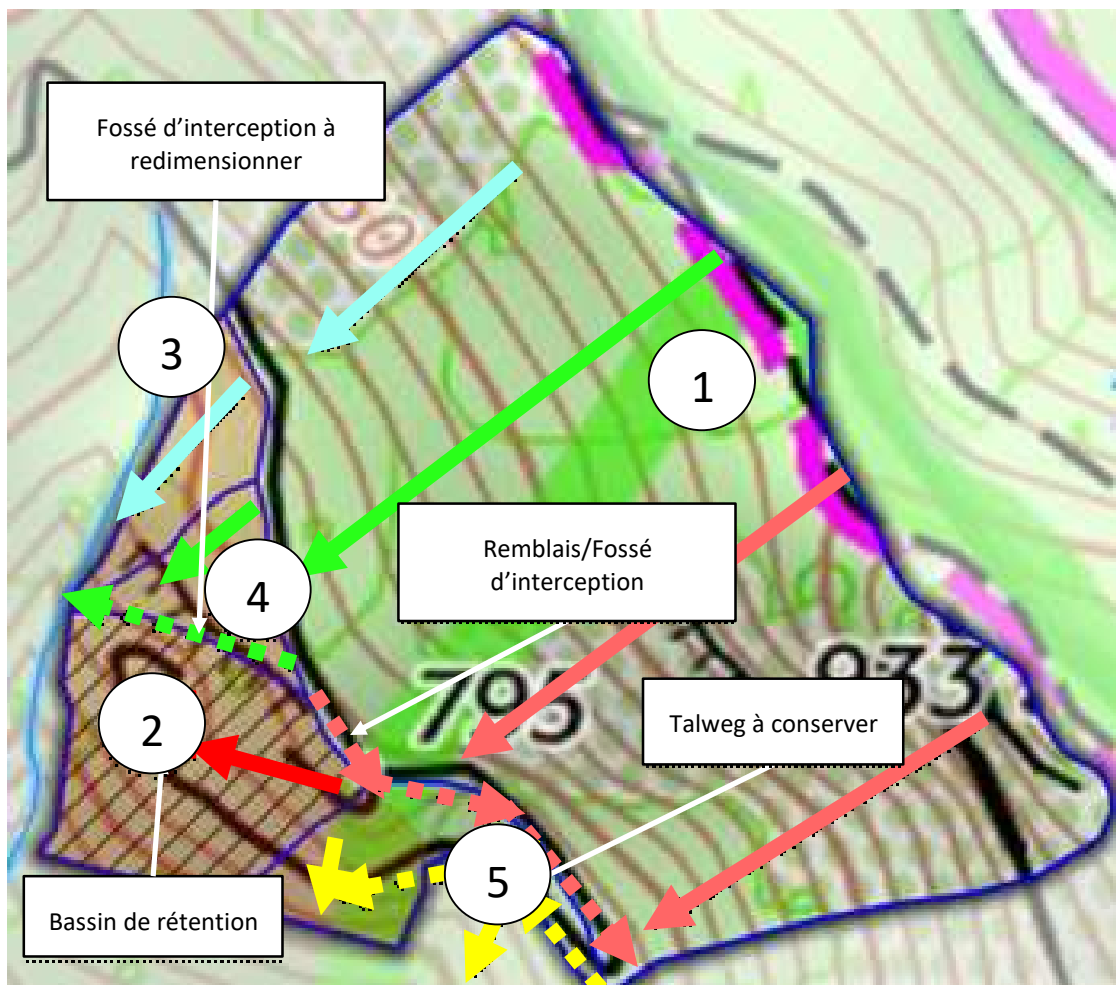 Fossé d'interception à
redimensionner
3
1
Remblais/Fossé
d'interception
4
795
933
Talweg à conserver
2
5
Bassin de rétention